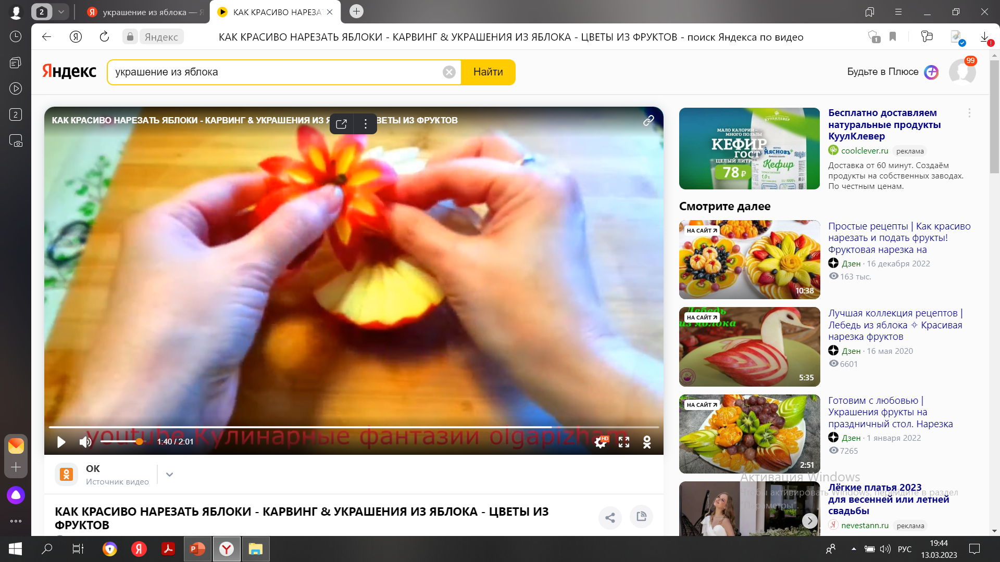 2
украшение из яблока — Я
КАК КРАСИВО НАРЕЗАТ
Яндекс
КАК КРАСИВО НАРЕЗАТЬ ЯБЛОКИ - КАРВИНГ & УКРАШЕНИЯ ИЗ ЯБЛОКА - ЦВЕТЫ ИЗ ФРУКТОВ - поиск Яндекса по видео
1
2
Яндекс
украшение из яблока
Найти
Будьте в Плюсе
99
КАК КРАСИВО НАРЕЗАТЬ ЯБЛОКИ - КАРВИНГ & УКРАШЕНИЯ ИЗ Я ВЕТЫ ИЗ ФРУКТОВ
youtube Кулинарные фантазии olgapizham
1:40 / 2:01
HD
OK
Источник видео
КАК КРАСИВО НАРЕЗАТЬ ЯБЛОКИ - КАРВИНГ & УКРАШЕНИЯ ИЗ ЯБЛОКА - ЦВЕТЫ ИЗ
ФРУКТОВ
КУУЛКЛЕВЕР
МАЛО КАЛОРИЙ –
МНОГО ПОЛЬЗЫ
КЕФИР
ГОСТ
ЦЕЛЫЙ ЛИТР
78 ₽
МЯСНОВЪ
Кефир
1,0%
Бесплатно доставляем
натуральные продукты
КуулКлевер
coolclever.ru реклама
Доставка от 60 минут. Создаём
продукты на собственных заводах.
По честным ценам.
Смотрите далее
НА САЙТ
10:38
Простые рецепты | Как красиво
нарезать и подать фрукты!
Фруктовая нарезка на
Дзен · 16 декабря 2022
163 тыс.
Лебедь
из яблока
НА САЙТ
5:35
Лучшая коллекция рецептов |
Лебедь из яблока ✧ Красивая
нарезка фруктов
Дзен · 16 мая 2020
6601
НА САЙТ
2:51
Готовим с любовью |
Украшения фрукты на
праздничный стол. Нарезка
Дзен · 1 января 2022
7265
Активация Windows
Чтобы активировать Windows, перейдите в раздел
"Параметры".
Лёгкие платья 2023
для весенней или летней
свадьбы
nevestann.ru реклама
РУС
19:44
13.03.2023